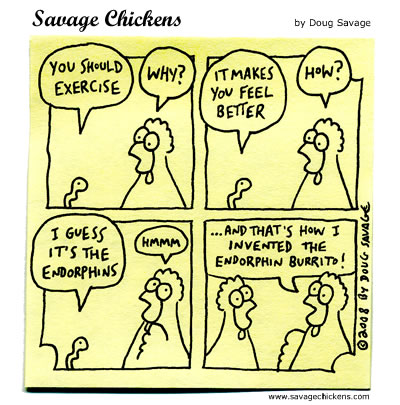 Savage Chickens
by Doug Savage
YOU SHOULD
EXERCISE
WHY?
IT MAKES
YOU FEEL
BETTER
HOW?
I GUESS
IT'S THE
ENDORPHINS
HMMM
...AND THAT'S HOW I
INVENTED THE
ENDORPHIN BURRITO!
©2008 BY DOUG SAVAGE
www.savagechickens.com